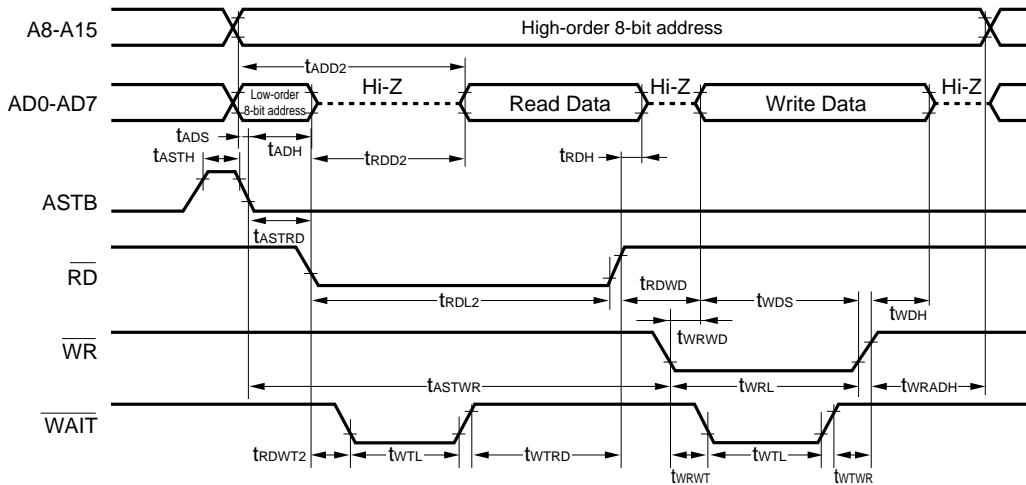 A8-A15 High-order 8-bit address
tADD2
AD0-AD7 Low-order Hi-Z Read Data Hi-Z Write Data Hi-Z
8-bit address
tADS tADH
tASTH tRDD2 tRDH
ASTB
tASTRD
RD
tRDL2 tRDWD tWDS tWDH
tWRWD
WR
tASTWR tWRL tWRADH
WAIT
tRDWT2 tWTL tWTRD tWRWT tWTL tWTWR